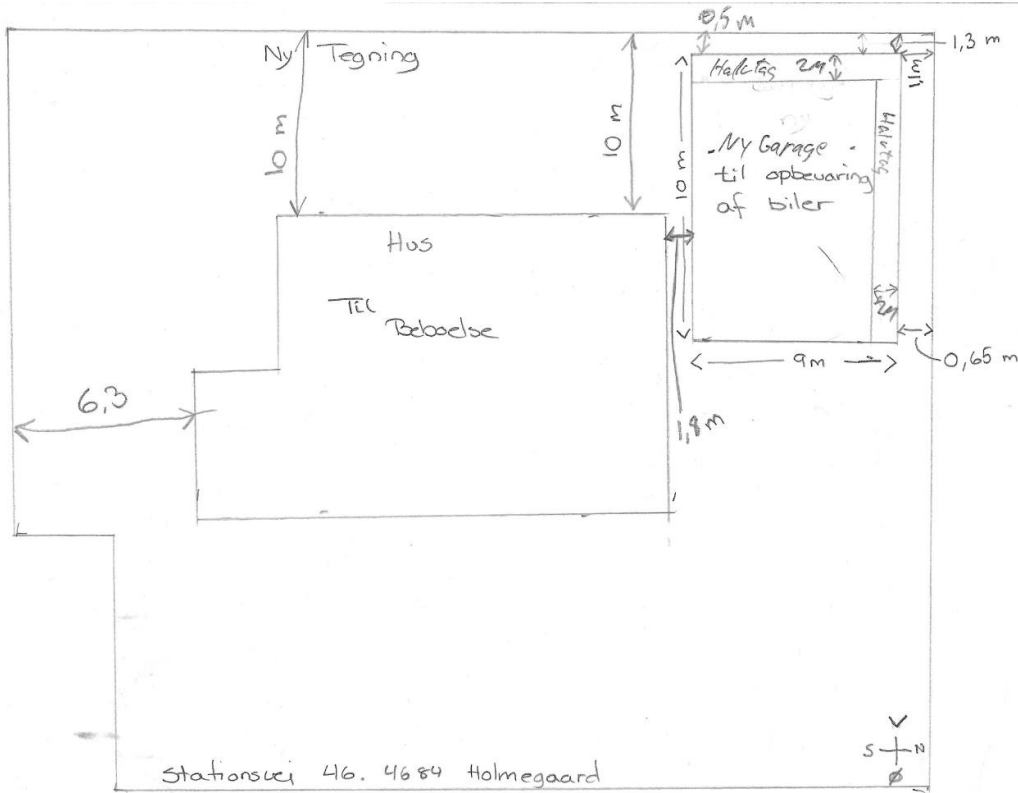 0,5 m
1,3 m
Ny Tegning
Halvtag 2M
1,3
10 m
10 m
10 m
Halvtag
Ny Garage
til opbevaring
af biler
Hus
Til
Beboelse
2M
9m
0,65 m
6,3
1,8 m
V
S N
Ø
Stationsvej 46. 4684 Holmegaard